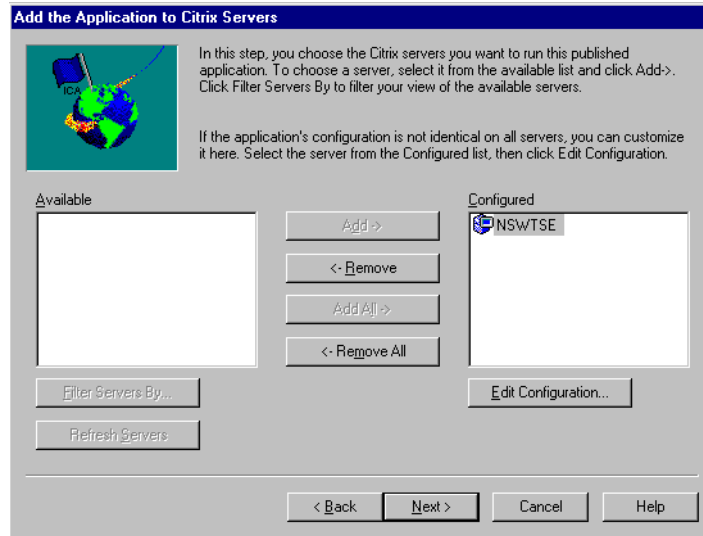 Add the Application to Citrix Servers
ICA
In this step, you choose the Citrix servers you want to run this published
application. To choose a server, select it from the available list and click Add->.
Click Filter Servers By to filter your view of the available servers.
If the application's configuration is not identical on all servers, you can customize
it here. Select the server from the Configured list, then click Edit Configuration.
Available
Configured
NSWTSE
Add ->
<- Remove
Add All ->
<- Remove All
Filter Servers By...
Edit Configuration...
Refresh Servers
< Back
Next >
Cancel
Help